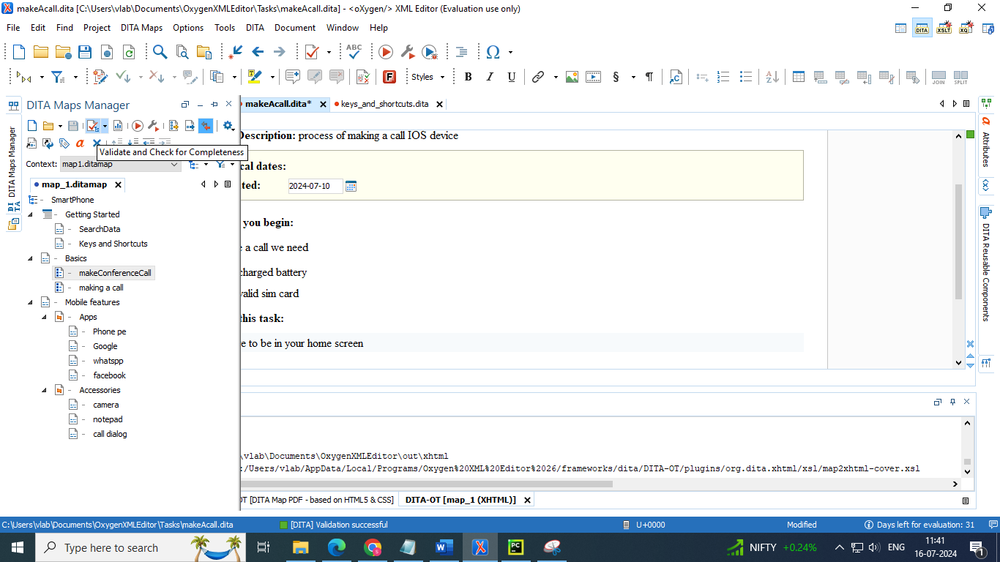 makeAcall.dita [C:\Users\vlab\Documents\OxygenXMLEditor\Tasks\makeAcall.dita] - <oXygen/> XML Editor (Evaluation use only)
File Edit Find Project DITA Maps Options Tools DITA Document Window Help
DITA XSLT XQ
ABC
Styles B I U § ¶ JOIN SPLIT
DITA Maps Manager
makeAcall.dita* keys_and_shortcuts.dita
DITA Maps Manager
Validate and Check for Completeness
Context: map1.ditamap
map_1.ditamap
SmartPhone
Getting Started
SearchData
Keys and Shortcuts
Basics
makeConferenceCall
making a call
Mobile features
Apps
Phone pe
Google
whatspp
facebook
Accessories
camera
notepad
call dialog
Description: process of making a call IOS device
cal dates:
ted: 2024-07-10
you begin:
e a call we need
charged battery
valid sim card
this task:
e to be in your home screen
Attributes
DITA Reusable Components
\vlab\Documents\OxygenXMLEditor\out\xhtml
:/Users/vlab/AppData/Local/Programs/Oxygen%20XML%20Editor%2026/frameworks/dita/DITA-OT/plugins/org.dita.xhtml/xsl/map2xhtml-cover.xsl
OT [DITA Map PDF - based on HTML5 & CSS] DITA-OT [map_1 (XHTML)]
C:\Users\vlab\Documents\OxygenXMLEditor\Tasks\makeAcall.dita [DITA] Validation successful U+0000 Modified Days left for evaluation: 31
Type here to search NIFTY +0.24% ENG 11:41
16-07-2024
1